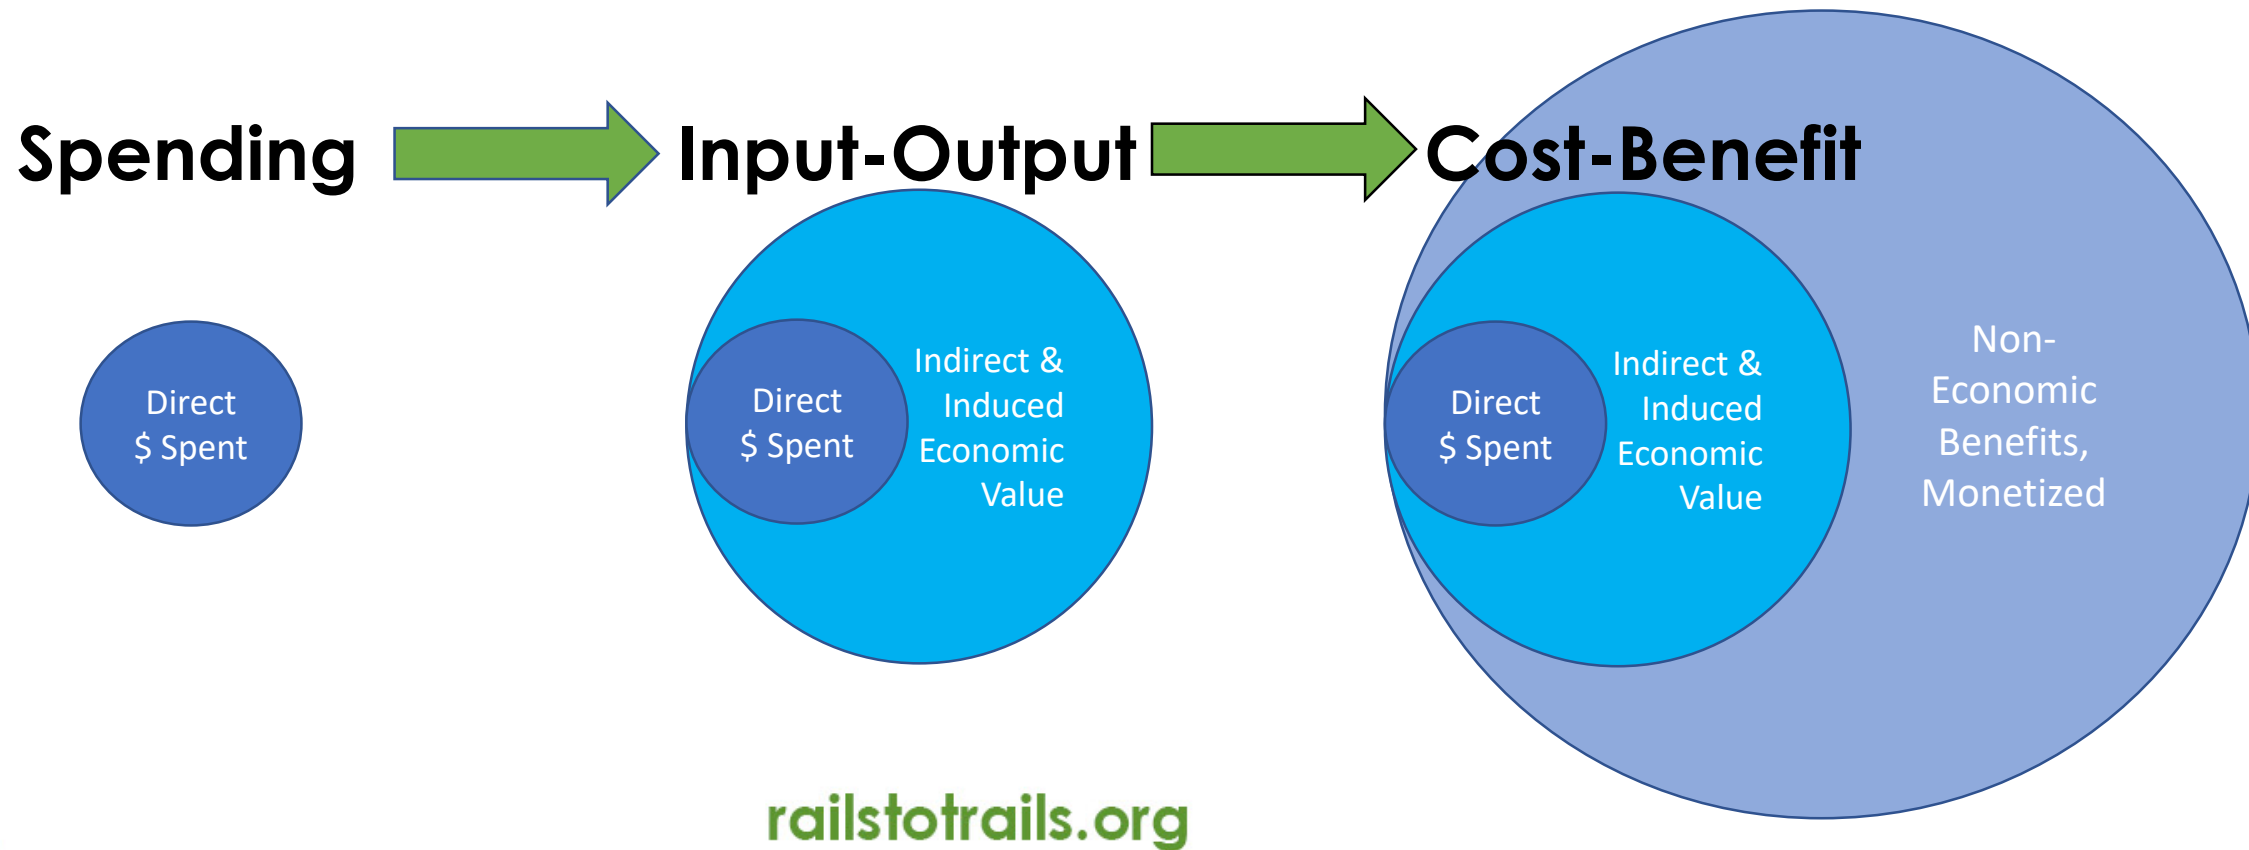 Spending
Input-Output
Cost-Benefit
Direct
$ Spent
Direct
$ Spent
Indirect &
Induced
Economic
Value
Direct
$ Spent
Indirect &
Induced
Economic
Value
Non-
Economic
Benefits,
Monetized
railstotrails.org